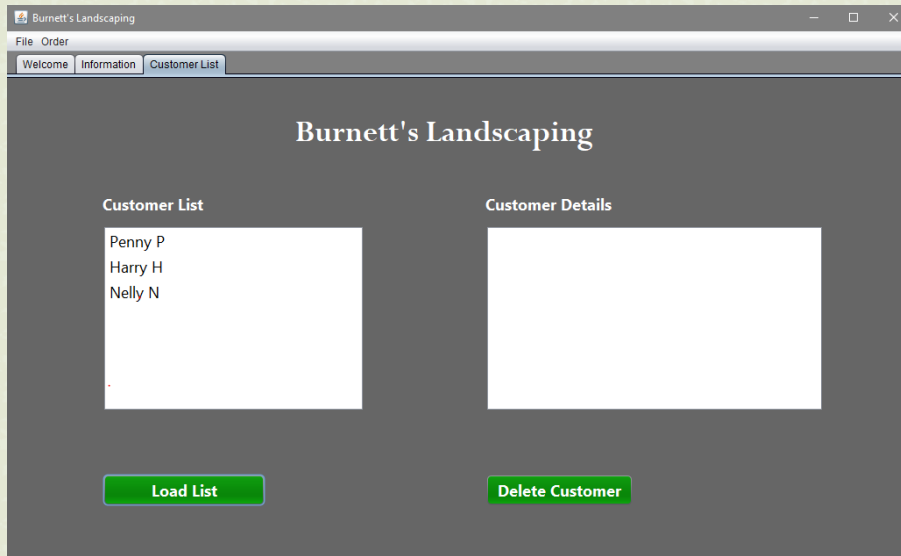 Burnett's Landscaping
File Order
Welcome Information Customer List
Burnett's Landscaping
Customer List
Penny P
Harry H
Nelly N
Customer Details
Load List
Delete Customer